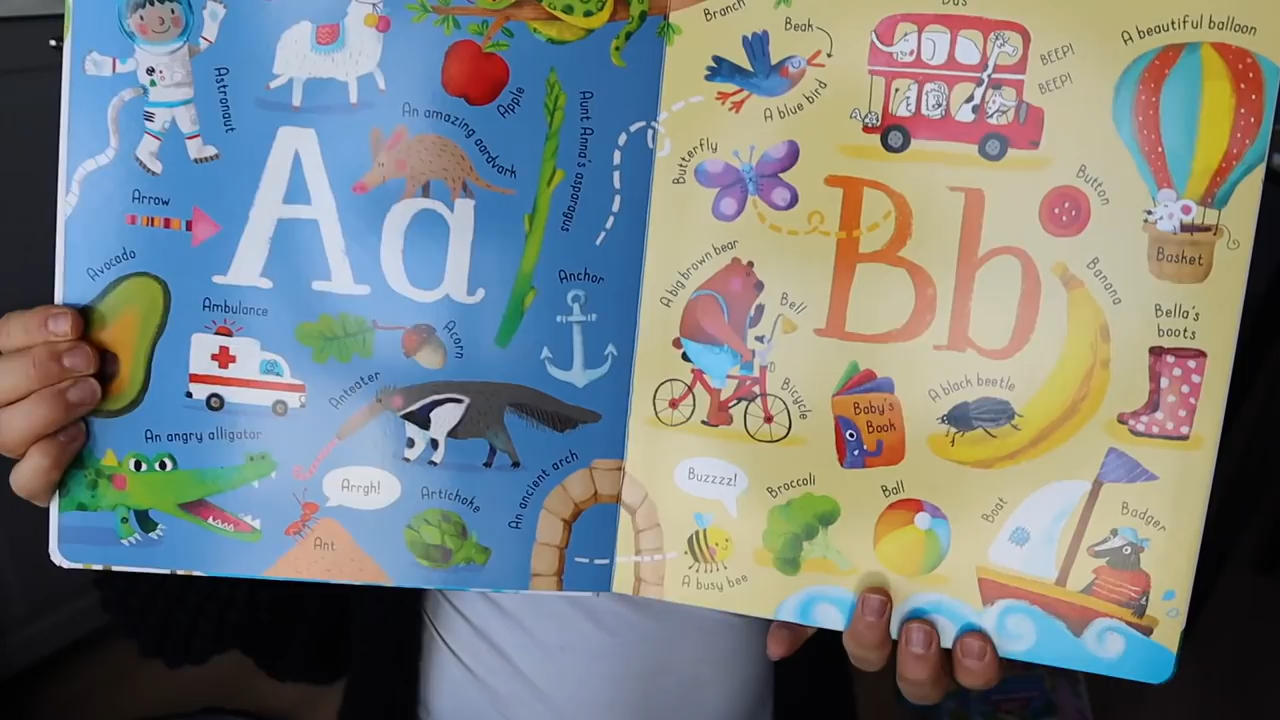 Astronaut
Apple
An amazing aardvark
Aunt Anna's asparagus
Arrow
Aa
Avocado
Ambulance
Acorn
Anchor
Anteater
An angry alligator
Arrgh!
Ant
Artichoke
An ancient arch
Branch
Beak
A blue bird
BEEP!
BEEP!
A beautiful balloon
Butterfly
Bb
Button
Basket
A big brown bear
Bell
Bicycle
Banana
Bella's
boots
Baby's
Book
A black beetle
Buzzzz!
A busy bee
Broccoli
Ball
Boat
Badger